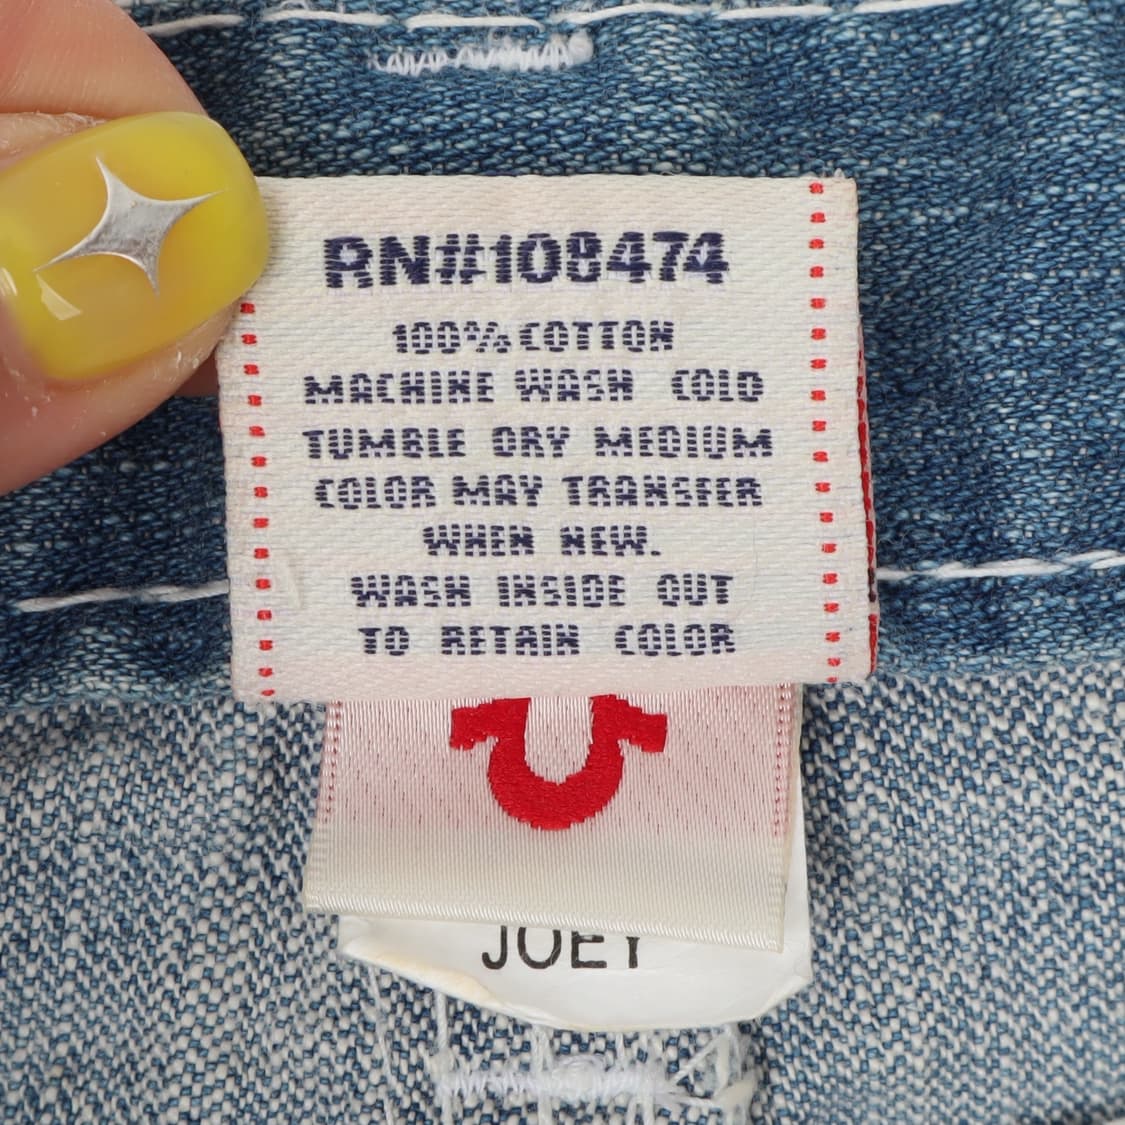 RN#108474
100% COTTON
MACHINE WASH COLD
TUMBLE DRY MEDIUM
COLOR MAY TRANSFER
WHEN NEW.
WASH INSIDE OUT
TO RETAIN COLOR
JOEY